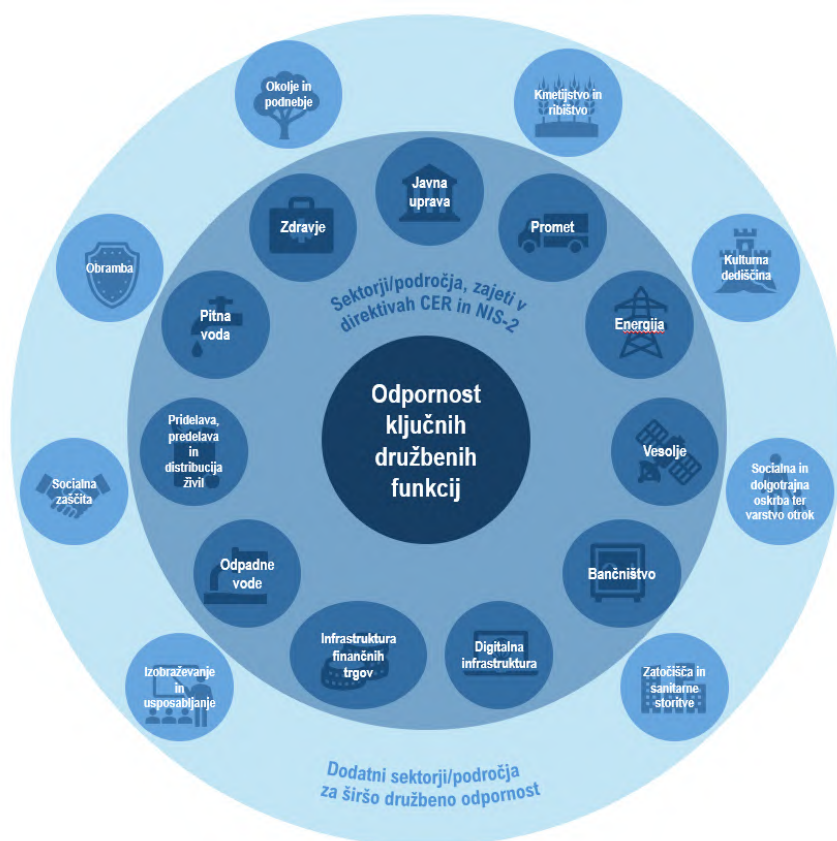 Okolje in
podnebje
Kmetijstvo in
ribištvo
Javna
uprava
Zdravje
Promet
Obramba
Kulturna
dediščina
Sektorji/področja, zajeti v
direktivah CER in NIS-2
Pitna
voda
Energija
Odpornost
ključnih
družbenih
funkcij
Pridelava,
predelava
in
distribucija
živil
Vesolje
Socialna
zaščita
Socialna in
dolgotrajna
oskrba ter
varstvo otrok
Odpadne
vode
Bančništvo
Infrastruktura
finančnih
trgov
Digitalna
infrastruktura
Izobraževanje
in
usposabljanje
Zatočišča in
sanitarne
storitve
Dodatni sektorji/področja
za širšo družbeno odpornost